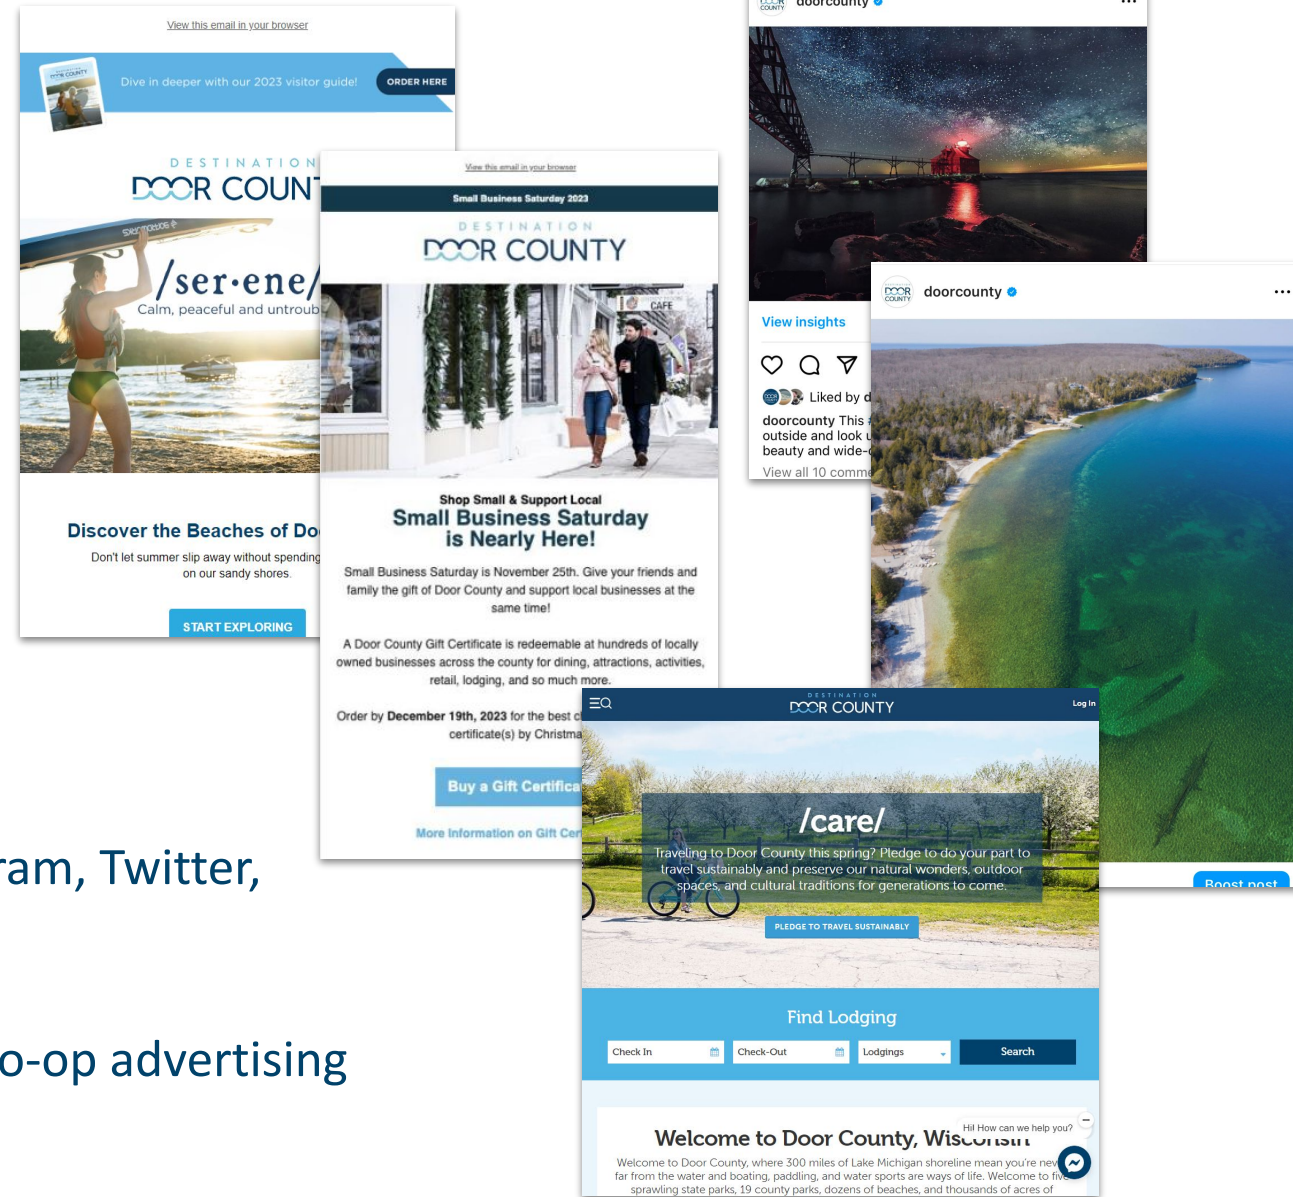 View this email in your browser
Dive in deeper with our 2023 visitor guide!
ORDER HERE
DESTINATION
DOOR COUNT
/ser·ene/
Calm, peaceful and untroub
Discover the Beaches of Do
Don't let summer slip away without spending
on our sandy shores.
START EXPLORING
View this email in your browser
Small Business Saturday 2023
DESTINATION
DOOR COUNTY
CAFE
Shop Small & Support Local
Small Business Saturday
is Nearly Here!
Small Business Saturday is November 25th. Give your friends and
family the gift of Door County and support local businesses at the
same time!
A Door County Gift Certificate is redeemable at hundreds of locally
owned businesses across the county for dining, attractions, activities,
retail, lodging, and so much more.
Order by December 19th, 2023 for the best c
certificate(s) by Christma
Buy a Gift Certifica
More Information on Gift Cer
doorcounty
View insights
Liked by d
doorcounty This
outside and look u
beauty and wide-
View all 10 comme
DOOR
COUNTY
doorcounty
Boost post
DESTINATION
DOOR COUNTY
Log In
/care/
Traveling to Door County this spring? Pledge to do your part to
travel sustainably and preserve our natural wonders, outdoor
spaces, and cultural traditions for generations to come.
PLEDGE TO TRAVEL SUSTAINABLY
Find Lodging
Check In
Check-Out
Lodgings
Search
Welcome to Door County, Wisconsin
Hi! How can we help you?
Welcome to Door County, where 300 miles of Lake Michigan shoreline mean you're nev
far from the water and boating, paddling, and water sports are ways of life. Welcome to five
sprawling state parks, 19 county parks, dozens of beaches, and thousands of acres of
ram, Twitter,
o-op advertising